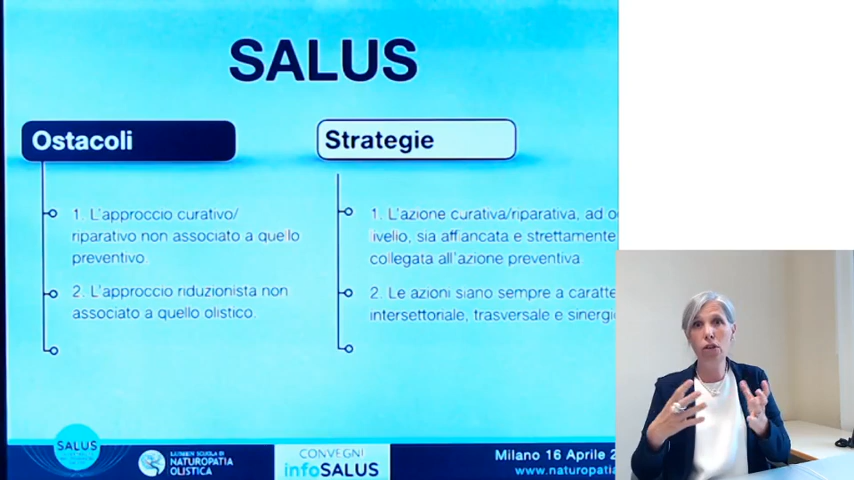 SALUS
Ostacoli
1. L'approccio curativo/
riparativo non associato a quello
preventivo.
2. L'approccio riduzionista non
associato a quello olistico.
Strategie
1. L'azione curativa/riparativa, ad
livello, sia affiancata e strettamente
collegata all'azione preventiva
2. Le azioni siano sempre a
intersettoriale, trasversale e
SALUS
SCUOLA DI
NATUROPATIA
OLISTICA
CONVEGNI
infoSALUS
Milano 16 Aprile